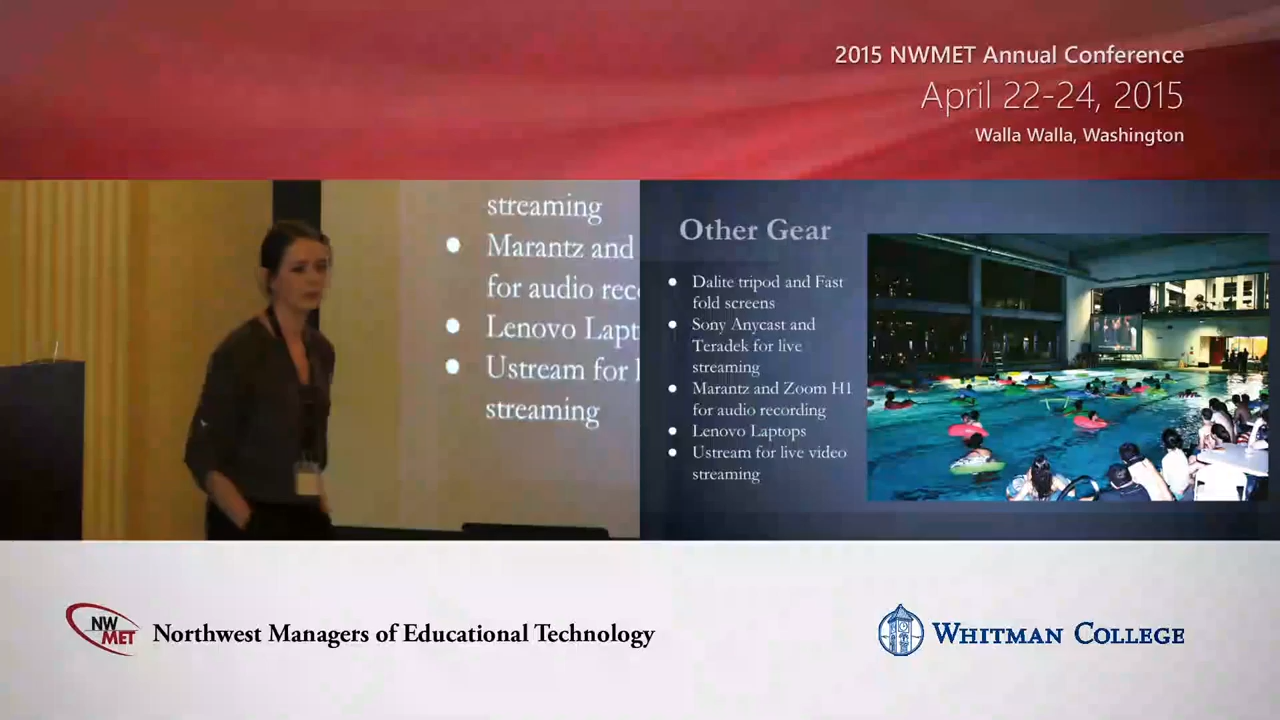 2015 NWMET Annual Conference
April 22-24, 2015
Walla Walla, Washington
streaming
● Marantz and
for audio rec
● Lenovo Lapt
● Ustream for
streaming
Other Gear
● Dalite tripod and Fast
fold screens
● Sony Anycast and
Teradek for live
streaming
● Marantz and Zoom H1
for audio recording
● Lenovo Laptops
● Ustream for live video
streaming
NW
MET
Northwest Managers of Educational Technology
WHITMAN COLLEGE